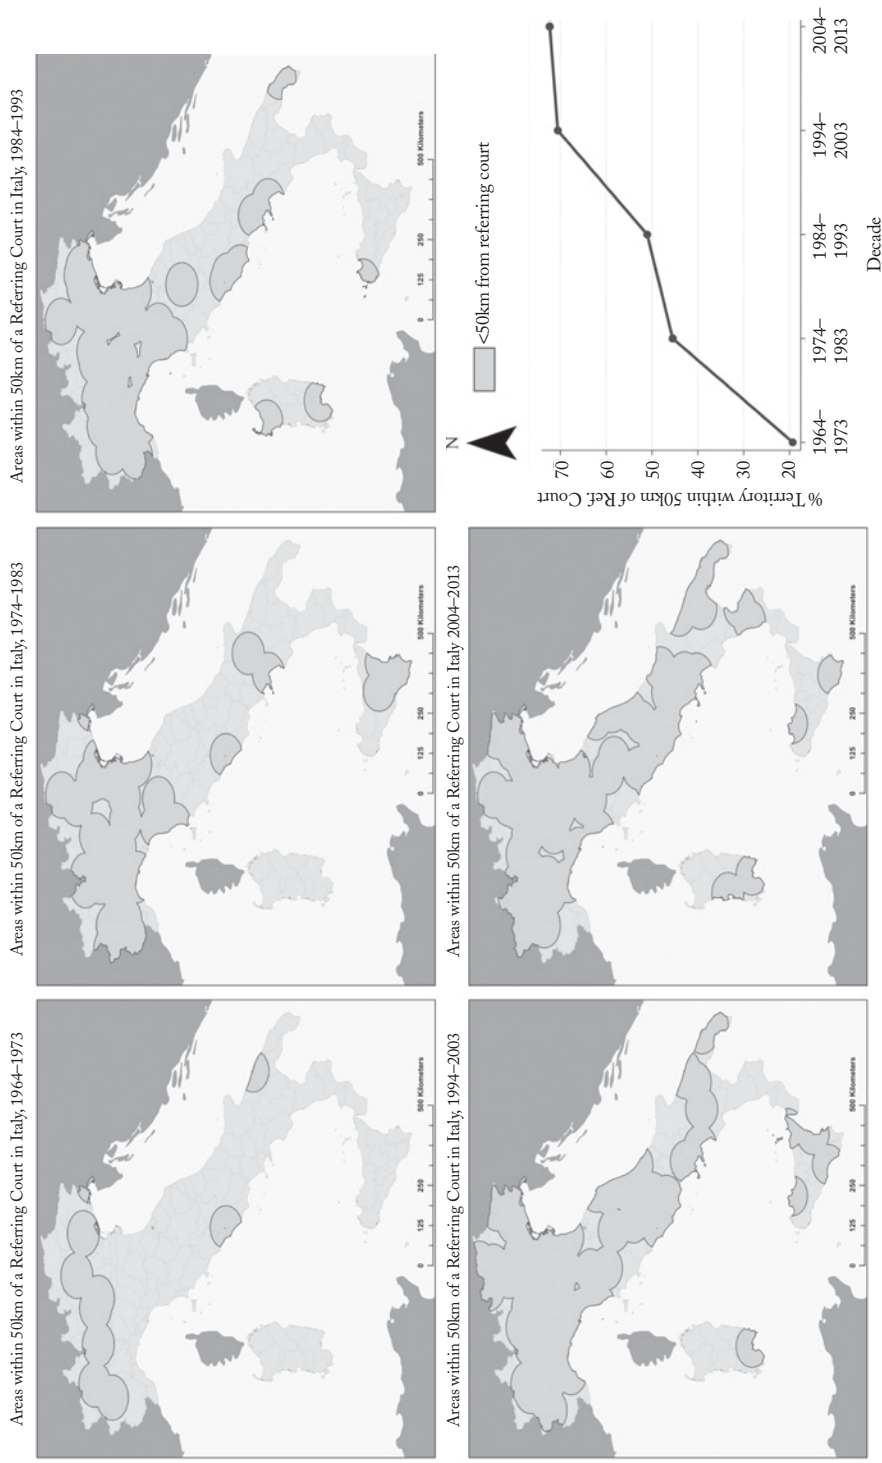 Areas within 50km of a Referring Court in Italy, 1964–1973
0 125 250 500 Kilometers
Areas within 50km of a Referring Court in Italy, 1974–1983
0 125 250 500 Kilometers
Areas within 50km of a Referring Court in Italy, 1984–1993
0 125 250 500 Kilometers
Areas within 50km of a Referring Court in Italy, 1994–2003
0 125 250 500 Kilometers
Areas within 50km of a Referring Court in Italy 2004–2013
0 125 250 500 Kilometers
N
<50km from referring court
% Territory within 50km of Ref. Court
70
60
50
40
30
20
1964– 1974– 1984– 1994– 2004–
1973 1983 1993 2003 2013
Decade